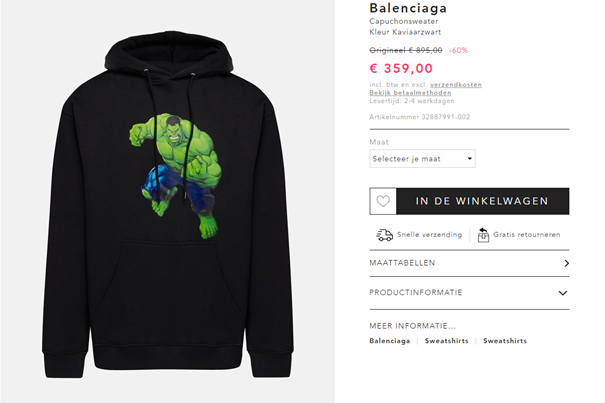 Balenciaga
Capuchonsweater
Kleur Kaviaarzwart
Origineel € 895,00 -60%
€ 359,00
incl. btw en excl. verzendkosten
Bekijk betaalmethoden
Levertijd: 2-4 werkdagen
Artikelnummer 32887991-002
Maat
Selecteer je maat
IN DE WINKELWAGEN
Snelle verzending
Gratis retourneren
MAATTABELLEN
PRODUCTINFORMATIE
MEER INFORMATIE...
Balenciaga | Sweatshirts | Sweatshirts